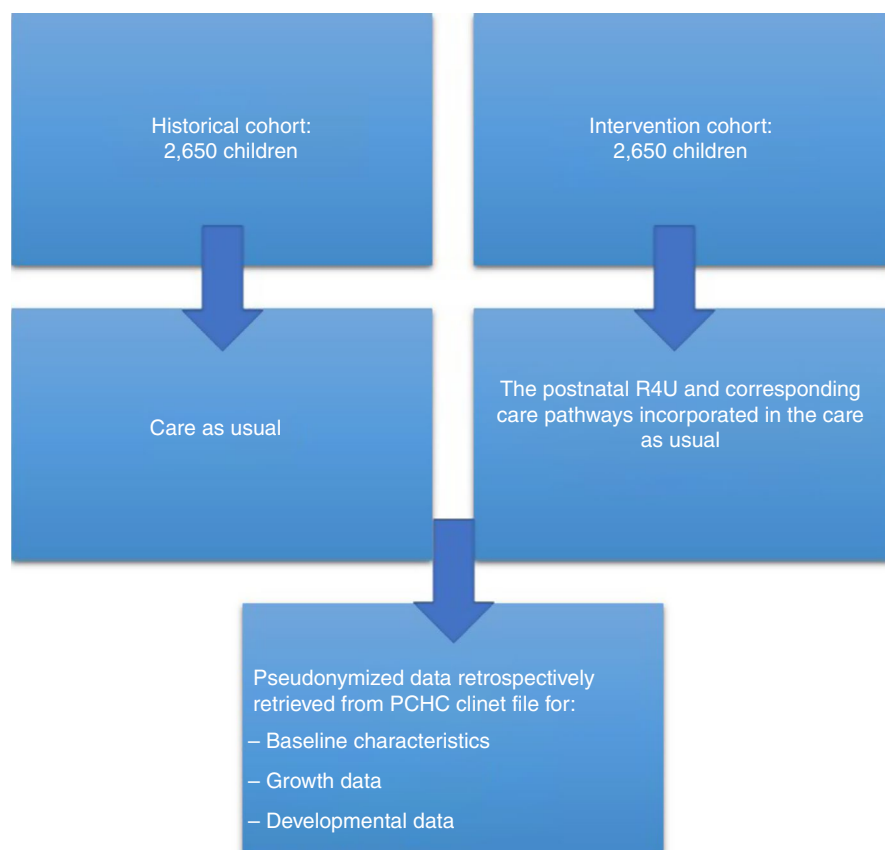 Historical cohort:
2,650 children
Intervention cohort:
2,650 children
Care as usual
The postnatal R4U and corresponding
care pathways incorporated in the care
as usual
Pseudonymized data retrospectively
retrieved from PCHC clinet file for:
– Baseline characteristics
– Growth data
– Developmental data